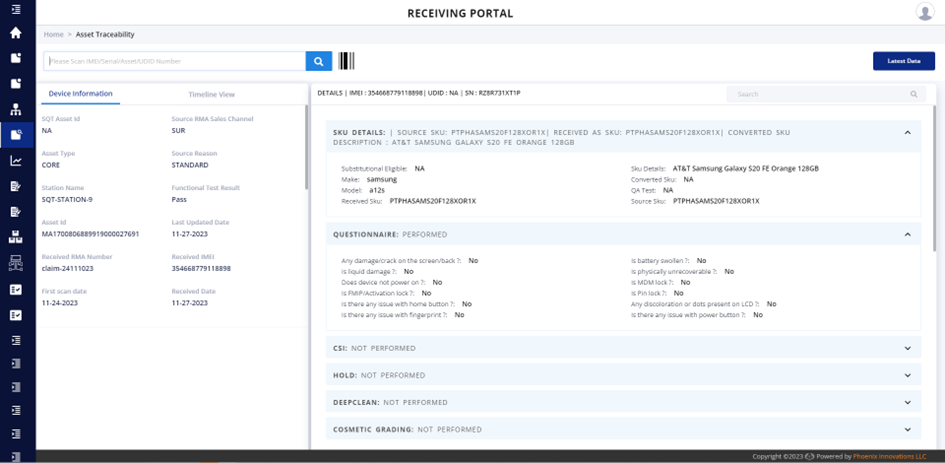 RECEIVING PORTAL
Home > Asset Traceability
Please Scan IMEI/Serial/Asset/UDID Number
Latest Data
Device Information
Timeline View
SQT Asset Id
NA
Source RMA Sales Channel
SUR
Asset Type
CORE
Source Reason
STANDARD
Station Name
SQT-STATION-9
Functional Test Result
Pass
Asset Id
MA1700806889919000027691
Last Updated Date
11-27-2023
Received RMA Number
claim-24111023
Received IMEI
354668779118898
First scan date
11-24-2023
Received Date
11-27-2023
DETAILS | IMEI : 354668779118898| UDID : NA | SN : RZ8R731XT1P
Search
SKU DETAILS: | SOURCE SKU: PTPHASAMS20F128XOR1X| RECEIVED AS SKU: PTPHASAMS20F128XOR1X| CONVERTED SKU
DESCRIPTION : AT&T SAMSUNG GALAXY S20 FE ORANGE 128GB
Substitutional Eligible: NA
Make: samsung
Model: a12s
Received Sku: PTPHASAMS20F128XOR1X
Sku Details: AT&T Samsung Galaxy S20 FE Orange 128GB
Converted Sku: NA
QA Test: NA
Source Sku: PTPHASAMS20F128XOR1X
QUESTIONNAIRE: PERFORMED
Any damage/crack on the screen/back ?: No
Is liquid damage ?: No
Does device not power on ?: No
Is FMIP/Activation lock ?: No
Is there any issue with home button ?: No
Is there any issue with fingerprint ?: No
Is battery swollen ?: No
Is physically unrecoverable ?: No
Is MDM lock ?: No
Is Pin lock ?: No
Any discoloration or dots present on LCD ?: No
Is there any issue with power button ?: No
CSI: NOT PERFORMED
HOLD: NOT PERFORMED
DEEPCLEAN: NOT PERFORMED
COSMETIC GRADING: NOT PERFORMED
Copyright ©2023 Powered by Phoenix Innovations LLC